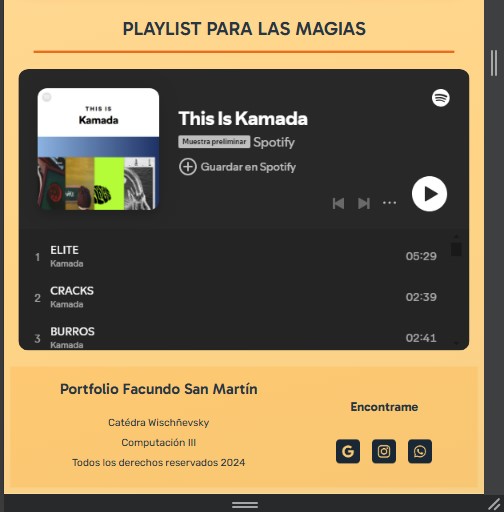 PLAYLIST PARA LAS MAGIAS
THIS IS
Kamada
This Is Kamada
Muestra preliminar Spotify
Guardar en Spotify
1 ELITE 05:29
Kamada
2 CRACKS 02:39
Kamada
3 BURROS 02:41
Kamada
Portfolio Facundo San Martín
Catédra Wischñevsky
Computación III
Todos los derechos reservados 2024
Encontrame